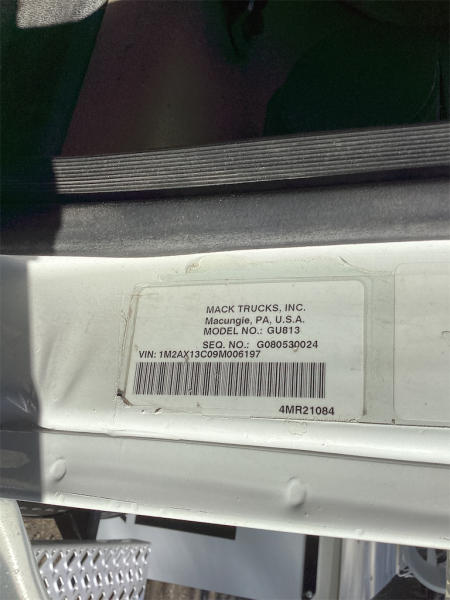 MACK TRUCKS, INC.
Macungie, PA, U.S.A.
MODEL NO.: GU813
SEQ. NO.: G080530024
VIN: 1M2AX13C09M006197
4MR21084